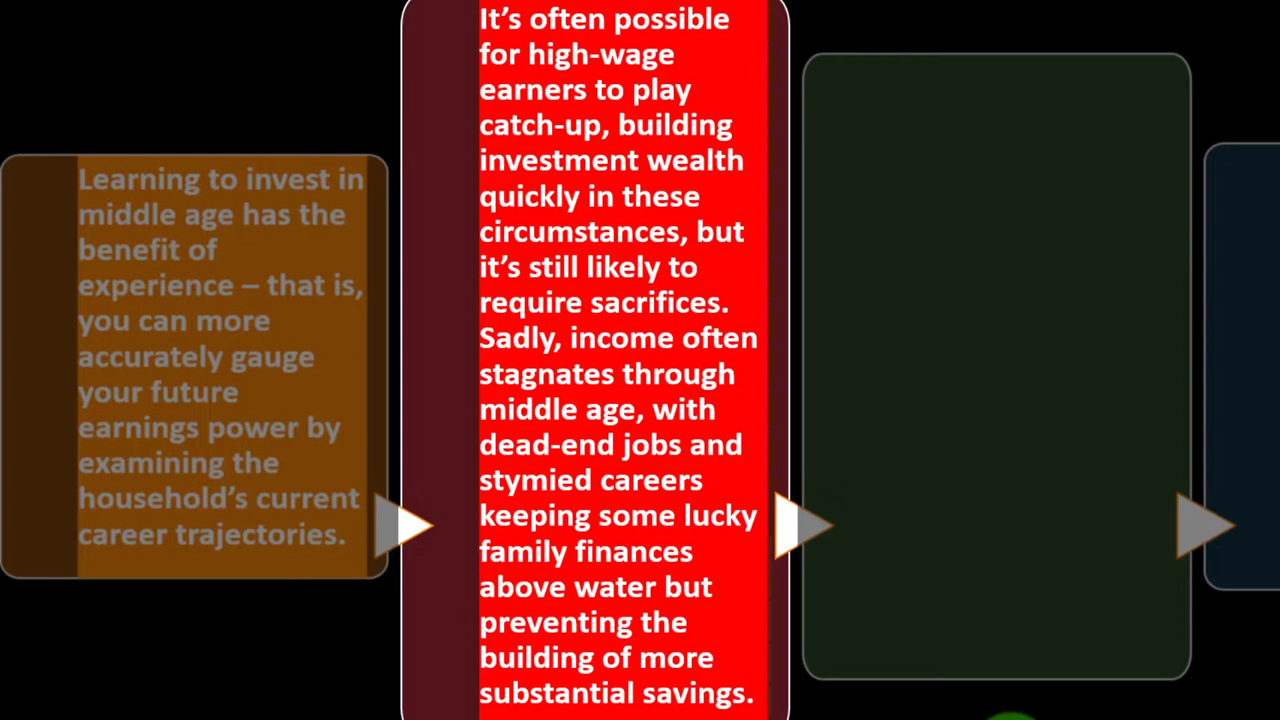 Learning to invest in
middle age has the
benefit of
experience – that is,
you can more
accurately gauge
your future
earnings power by
examining the
household’s current
career trajectories.
It’s often possible
for high-wage
earners to play
catch-up, building
investment wealth
quickly in these
circumstances, but
it’s still likely to
require sacrifices.
Sadly, income often
stagnates through
middle age, with
dead-end jobs and
stymied careers
keeping some lucky
family finances
above water but
preventing the
building of more
substantial savings.